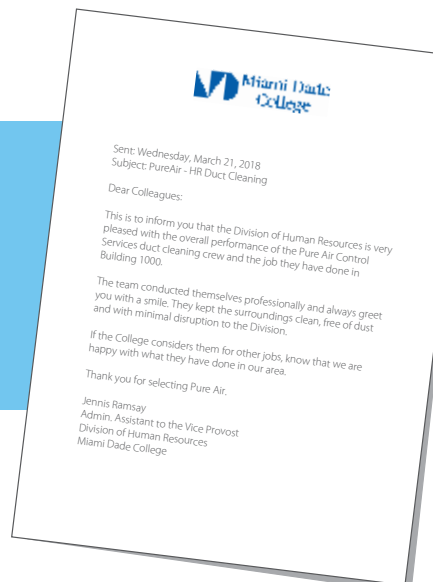 Miami Dade
College
Sent: Wednesday, March 21, 2018
Subject: PureAir - HR Duct Cleaning
Dear Colleagues:
This is to inform you that the Division of Human Resources is very
pleased with the overall performance of the Pure Air Control
Services duct cleaning crew and the job they have done in
Building 1000.
The team conducted themselves professionally and always greet
you with a smile. They kept the surroundings clean, free of dust
and with minimal disruption to the Division.
If the College considers them for other jobs, know that we are
happy with what they have done in our area.
Thank you for selecting Pure Air.
Jennis Ramsay
Admin. Assistant to the Vice Provost
Division of Human Resources
Miami Dade College